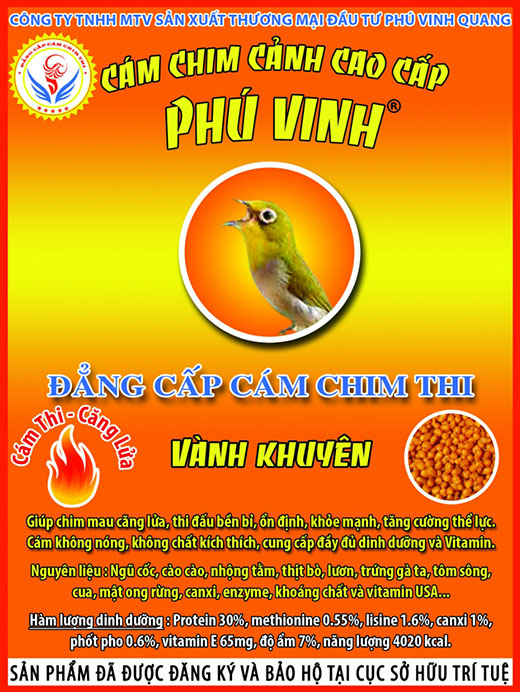 CÔNG TY TNHH MTV SẢN XUẤT THƯƠNG MẠI ĐẦU TƯ PHÚ VINH QUANG
ĐẲNG CẤP CÁM CHIM THI
CÁM CHIM CẢNH CAO CẤP
PHÚ VINH®
ĐẲNG CẤP CÁM CHIM THI
Cám Thi - Căng Lửa
VÀNH KHUYÊN
Giúp chim mau căng lửa, thi đấu bền bỉ, ổn định, khỏe mạnh, tăng cường thể lực.
Cám không nóng, không chất kích thích, cung cấp đầy đủ dinh dưỡng và Vitamin.
Nguyên liệu : Ngũ cốc, cào cào, nhộng tằm, thịt bò, lươn, trứng gà ta, tôm sông,
cua, mật ong rừng, canxi, enzyme, khoáng chất và vitamin USA...
Hàm lượng dinh dưỡng : Protein 30%, methionine 0.55%, lisine 1.6%, canxi 1%,
phốt pho 0.6%, vitamin E 65mg, độ ẩm 7%, năng lượng 4020 kcal.
SẢN PHẨM ĐÃ ĐƯỢC ĐĂNG KÝ VÀ BẢO HỘ TẠI CỤC SỞ HỮU TRÍ TUỆ